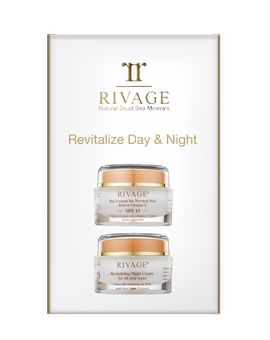 RIVAGE
Natural Dead Sea Minerals
Revitalize Day & Night
RIVAGE
Day Cream for Normal Skin
Rich in Vitamin E
SPF 15
RIVAGE
Revitalizing Night Cream
for all skin types